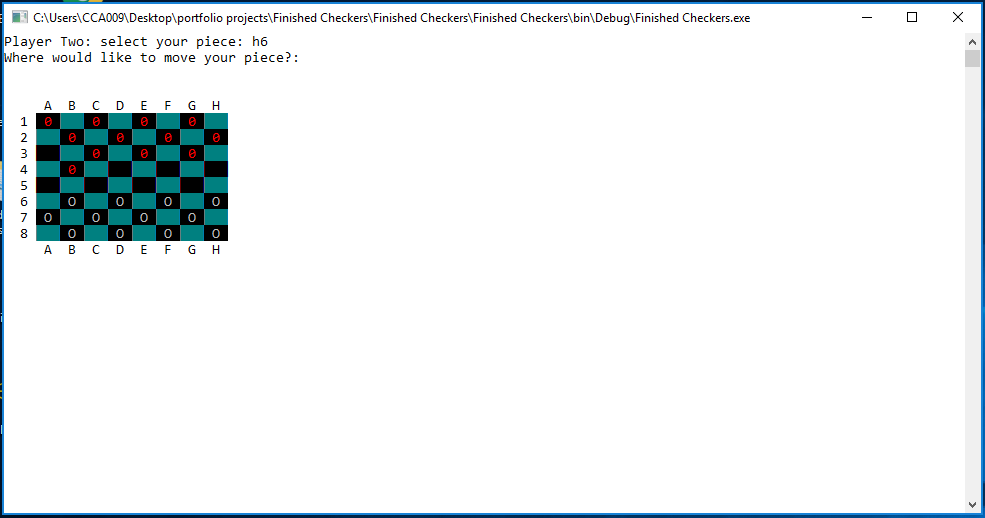 C:\Users\CCA009\Desktop\portfolio projects\Finished Checkers\Finished Checkers\Finished Checkers\bin\Debug\Finished Checkers.exe
Player Two: select your piece: h6
Where would like to move your piece?:
A B C D E F G H
1 0 0 0 0
2 0 0 0 0
3 0 0 0
4 0
5
6 O O O O
7 O O O O
8 O O O O
A B C D E F G H